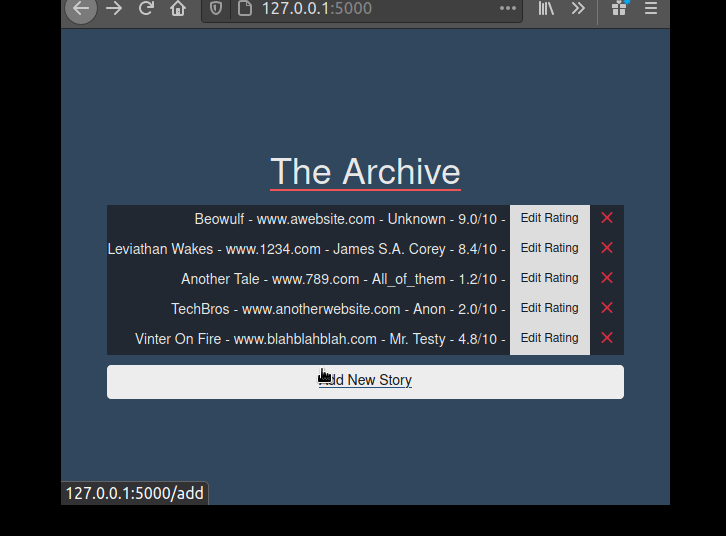 127.0.0.1:5000
The Archive
Beowulf - www.awebsite.com - Unknown - 9.0/10 - Edit Rating
Leviathan Wakes - www.1234.com - James S.A. Corey - 8.4/10 - Edit Rating
Another Tale - www.789.com - All_of_them - 1.2/10 - Edit Rating
TechBros - www.anotherwebsite.com - Anon - 2.0/10 - Edit Rating
Vinter On Fire - www.blahblahblah.com - Mr. Testy - 4.8/10 - Edit Rating
Add New Story
127.0.0.1:5000/add